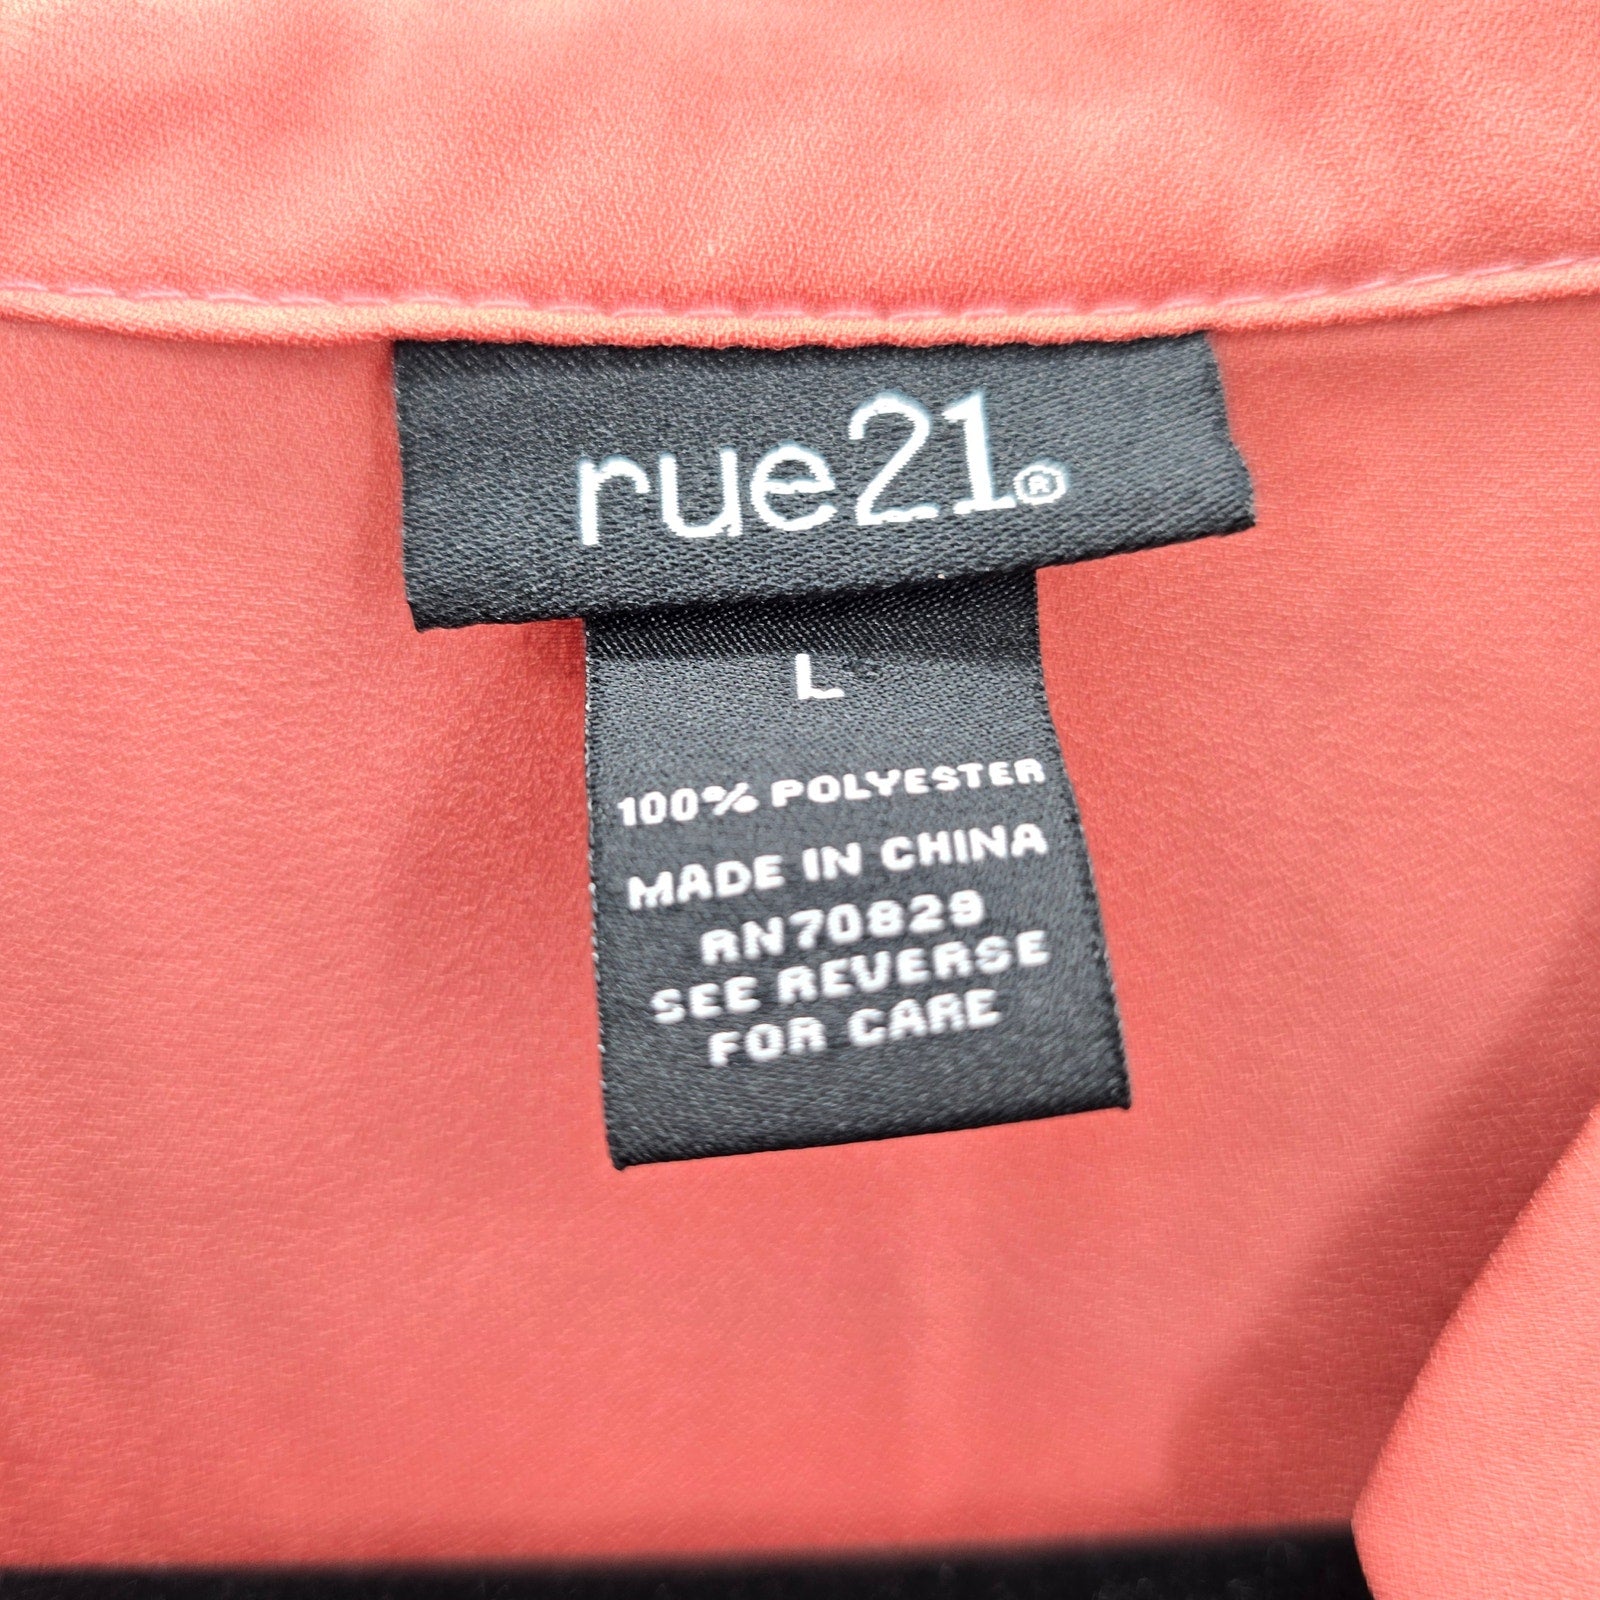 rue21®
L
100% POLYESTER
MADE IN CHINA
RN70829
SEE REVERSE
FOR CARE